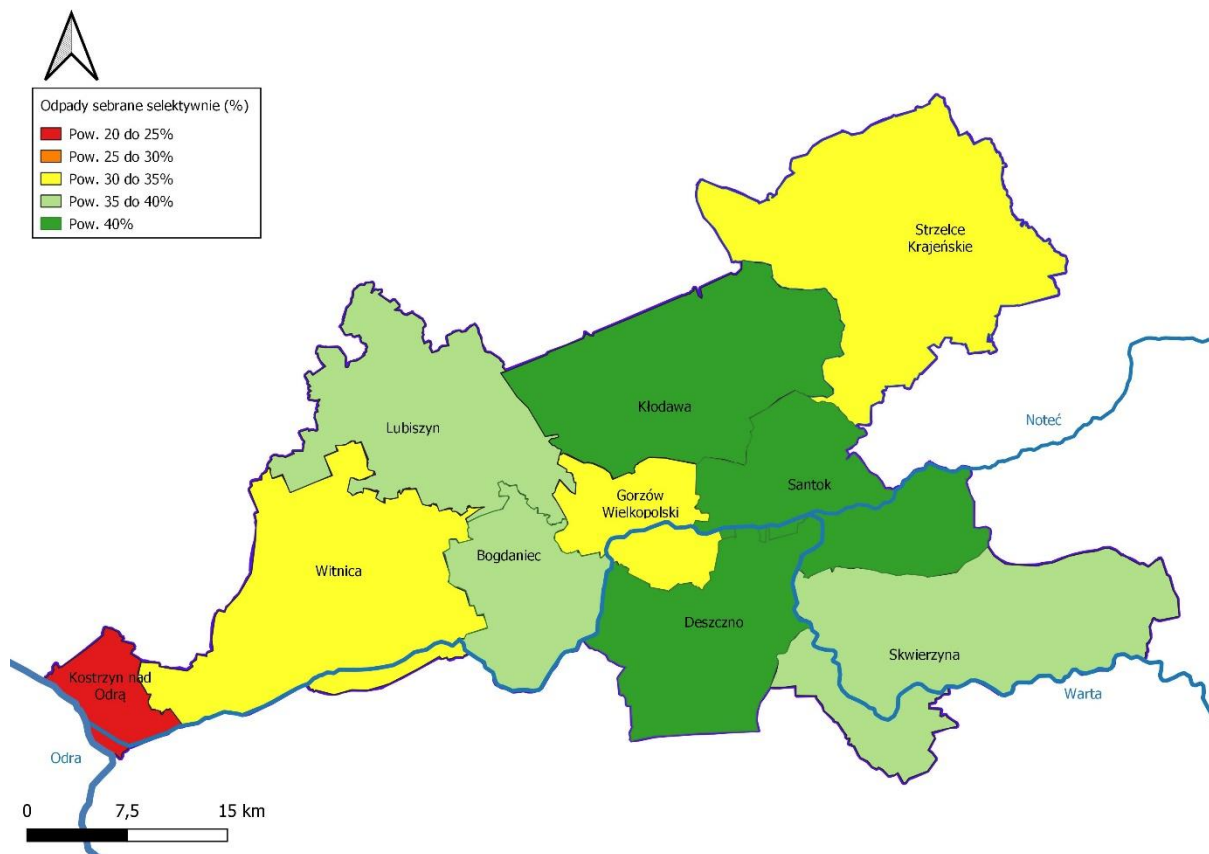 Odpady sebrane selektywnie (%)
Pow. 20 do 25%
Pow. 25 do 30%
Pow. 30 do 35%
Pow. 35 do 40%
Pow. 40%
Strzelce
Krajeńskie
Kłodawa
Noteć
Lubiszyn
Santok
Gorzów
Wielkopolski
Bogdaniec
Witnica
Deszczno
Skwierzyna
Kostrzyn nad
Odrą
Warta
Odra
0 7,5 15 km